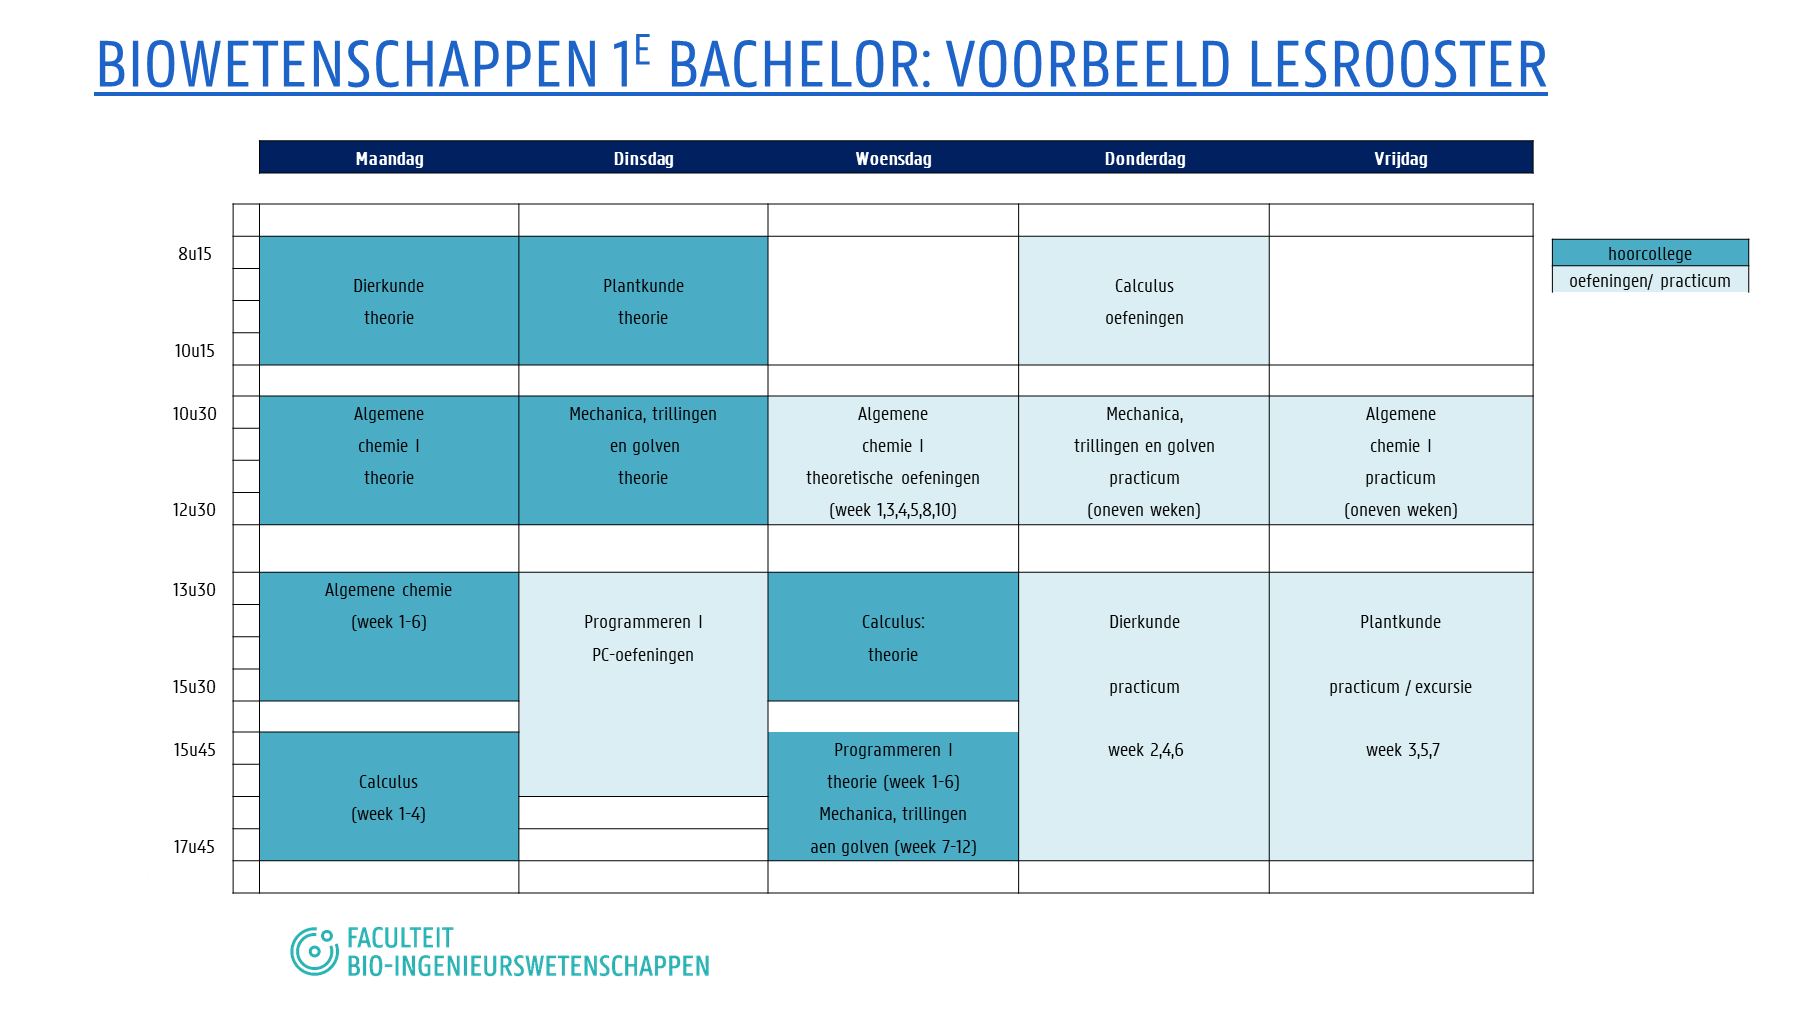 BIOWETENSCHAPPEN 1E BACHELOR: VOORBEELD LESROOSTER
Maandag Dinsdag Woensdag Donderdag Vrijdag
8u15
hoorcollege
Dierkunde Plantkunde Calculus
oefeningen/ practicum
theorie theorie oefeningen
10u15
10u30 Algemene Mechanica, trillingen Algemene Mechanica, Algemene
chemie I en golven chemie I trillingen en golven chemie I
theorie theorie theoretische oefeningen practicum practicum
12u30 (week 1,3,4,5,8,10) (oneven weken) (oneven weken)
13u30 Algemene chemie
(week 1-6) Programmeren I Calculus: Dierkunde Plantkunde
PC-oefeningen theorie
15u30 practicum practicum / excursie
15u45 Programmeren I week 2,4,6 week 3,5,7
Calculus theorie (week 1-6)
(week 1-4) Mechanica, trillingen
17u45 aen golven (week 7-12)
FACULTEIT
BIO-INGENIEURSWETENSCHAPPEN